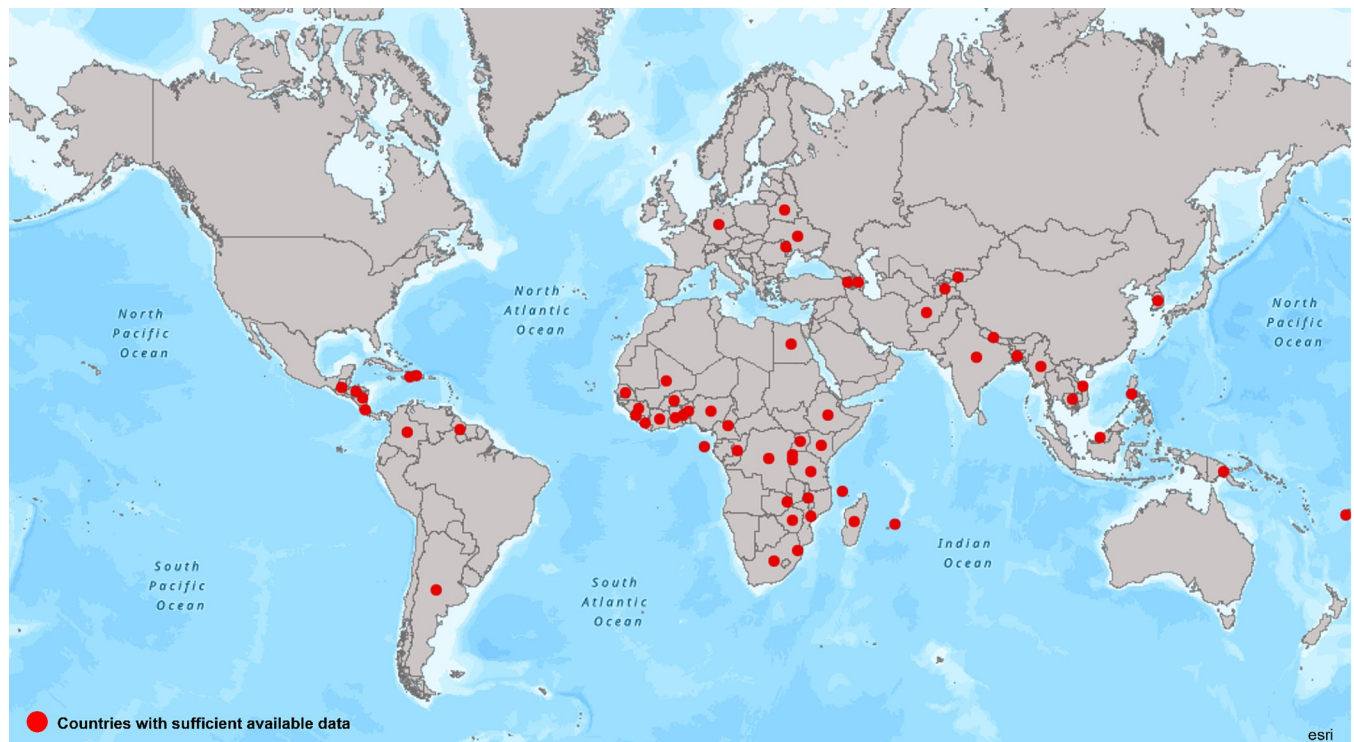 North
Atlantic
Ocean
North
Pacific
Ocean
North
Pacific
Ocean
Indian
Ocean
South
Pacific
Ocean
South
Atlantic
Ocean
Countries with sufficient available data
esri